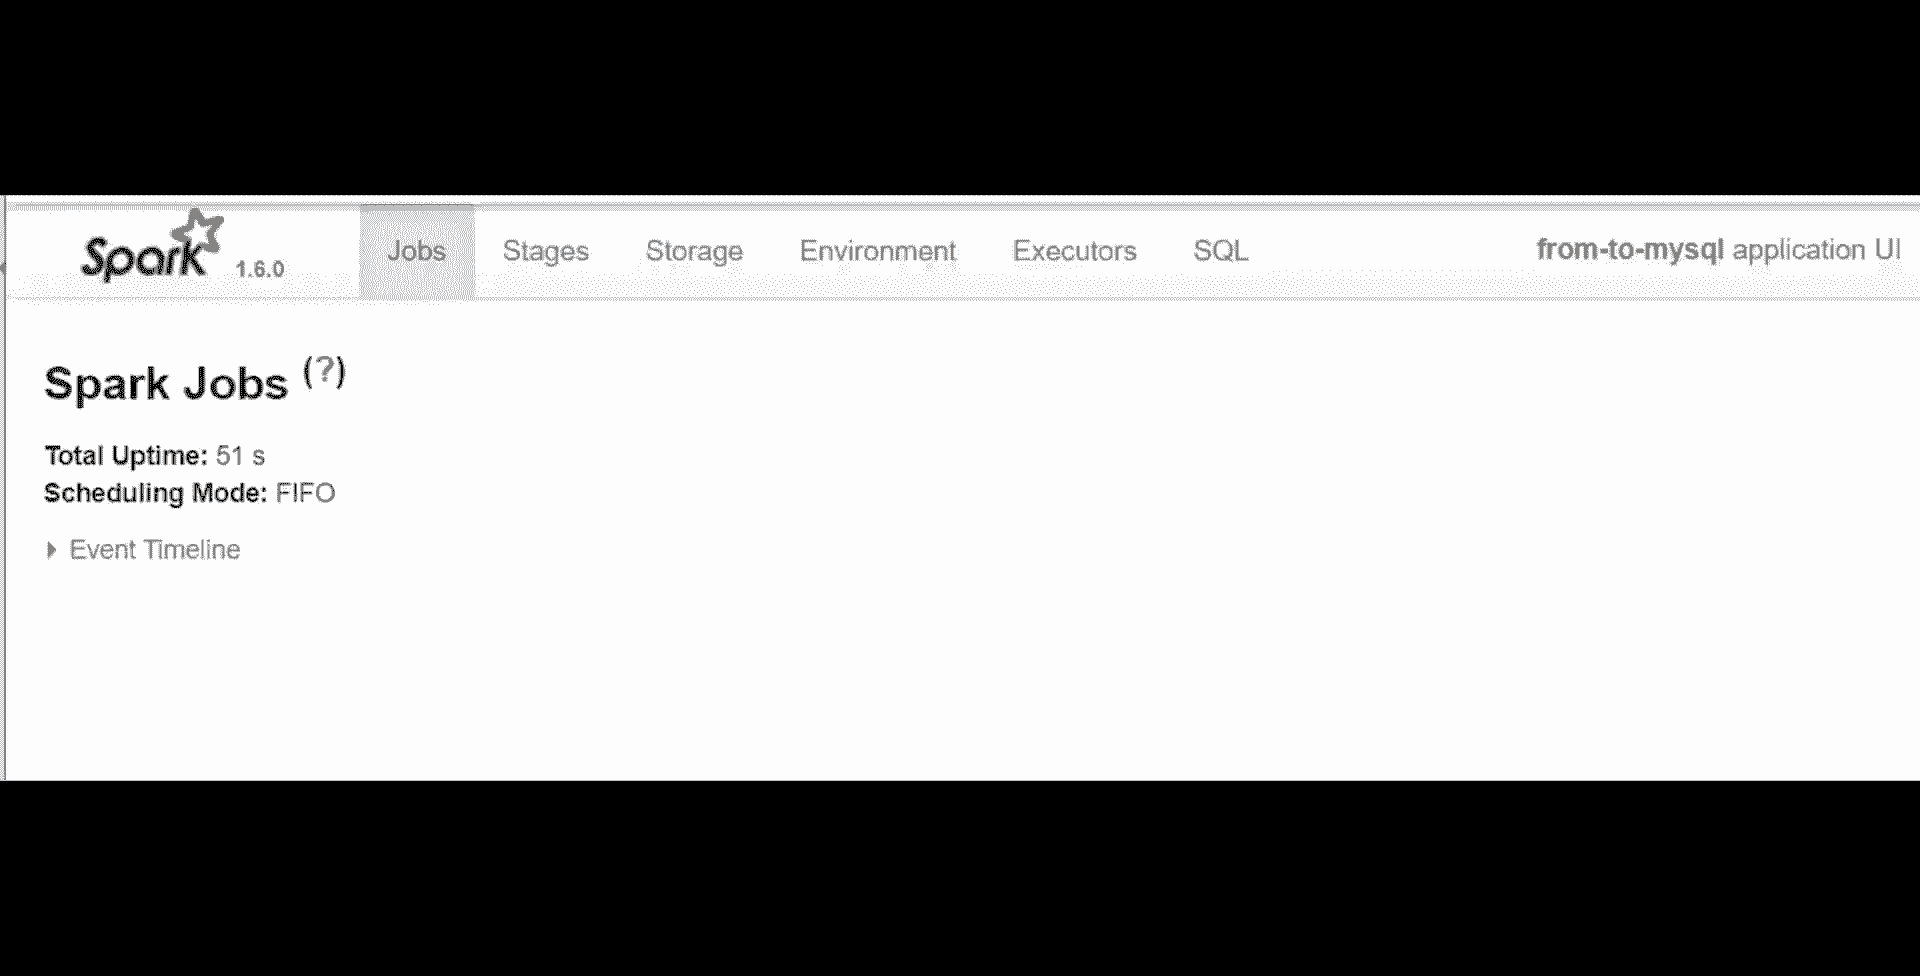 Spark 1.6.0 Jobs Stages Storage Environment Executors SQL from-to-mysql application UI
Spark Jobs (?)
Total Uptime: 51 s
Scheduling Mode: FIFO
Event Timeline